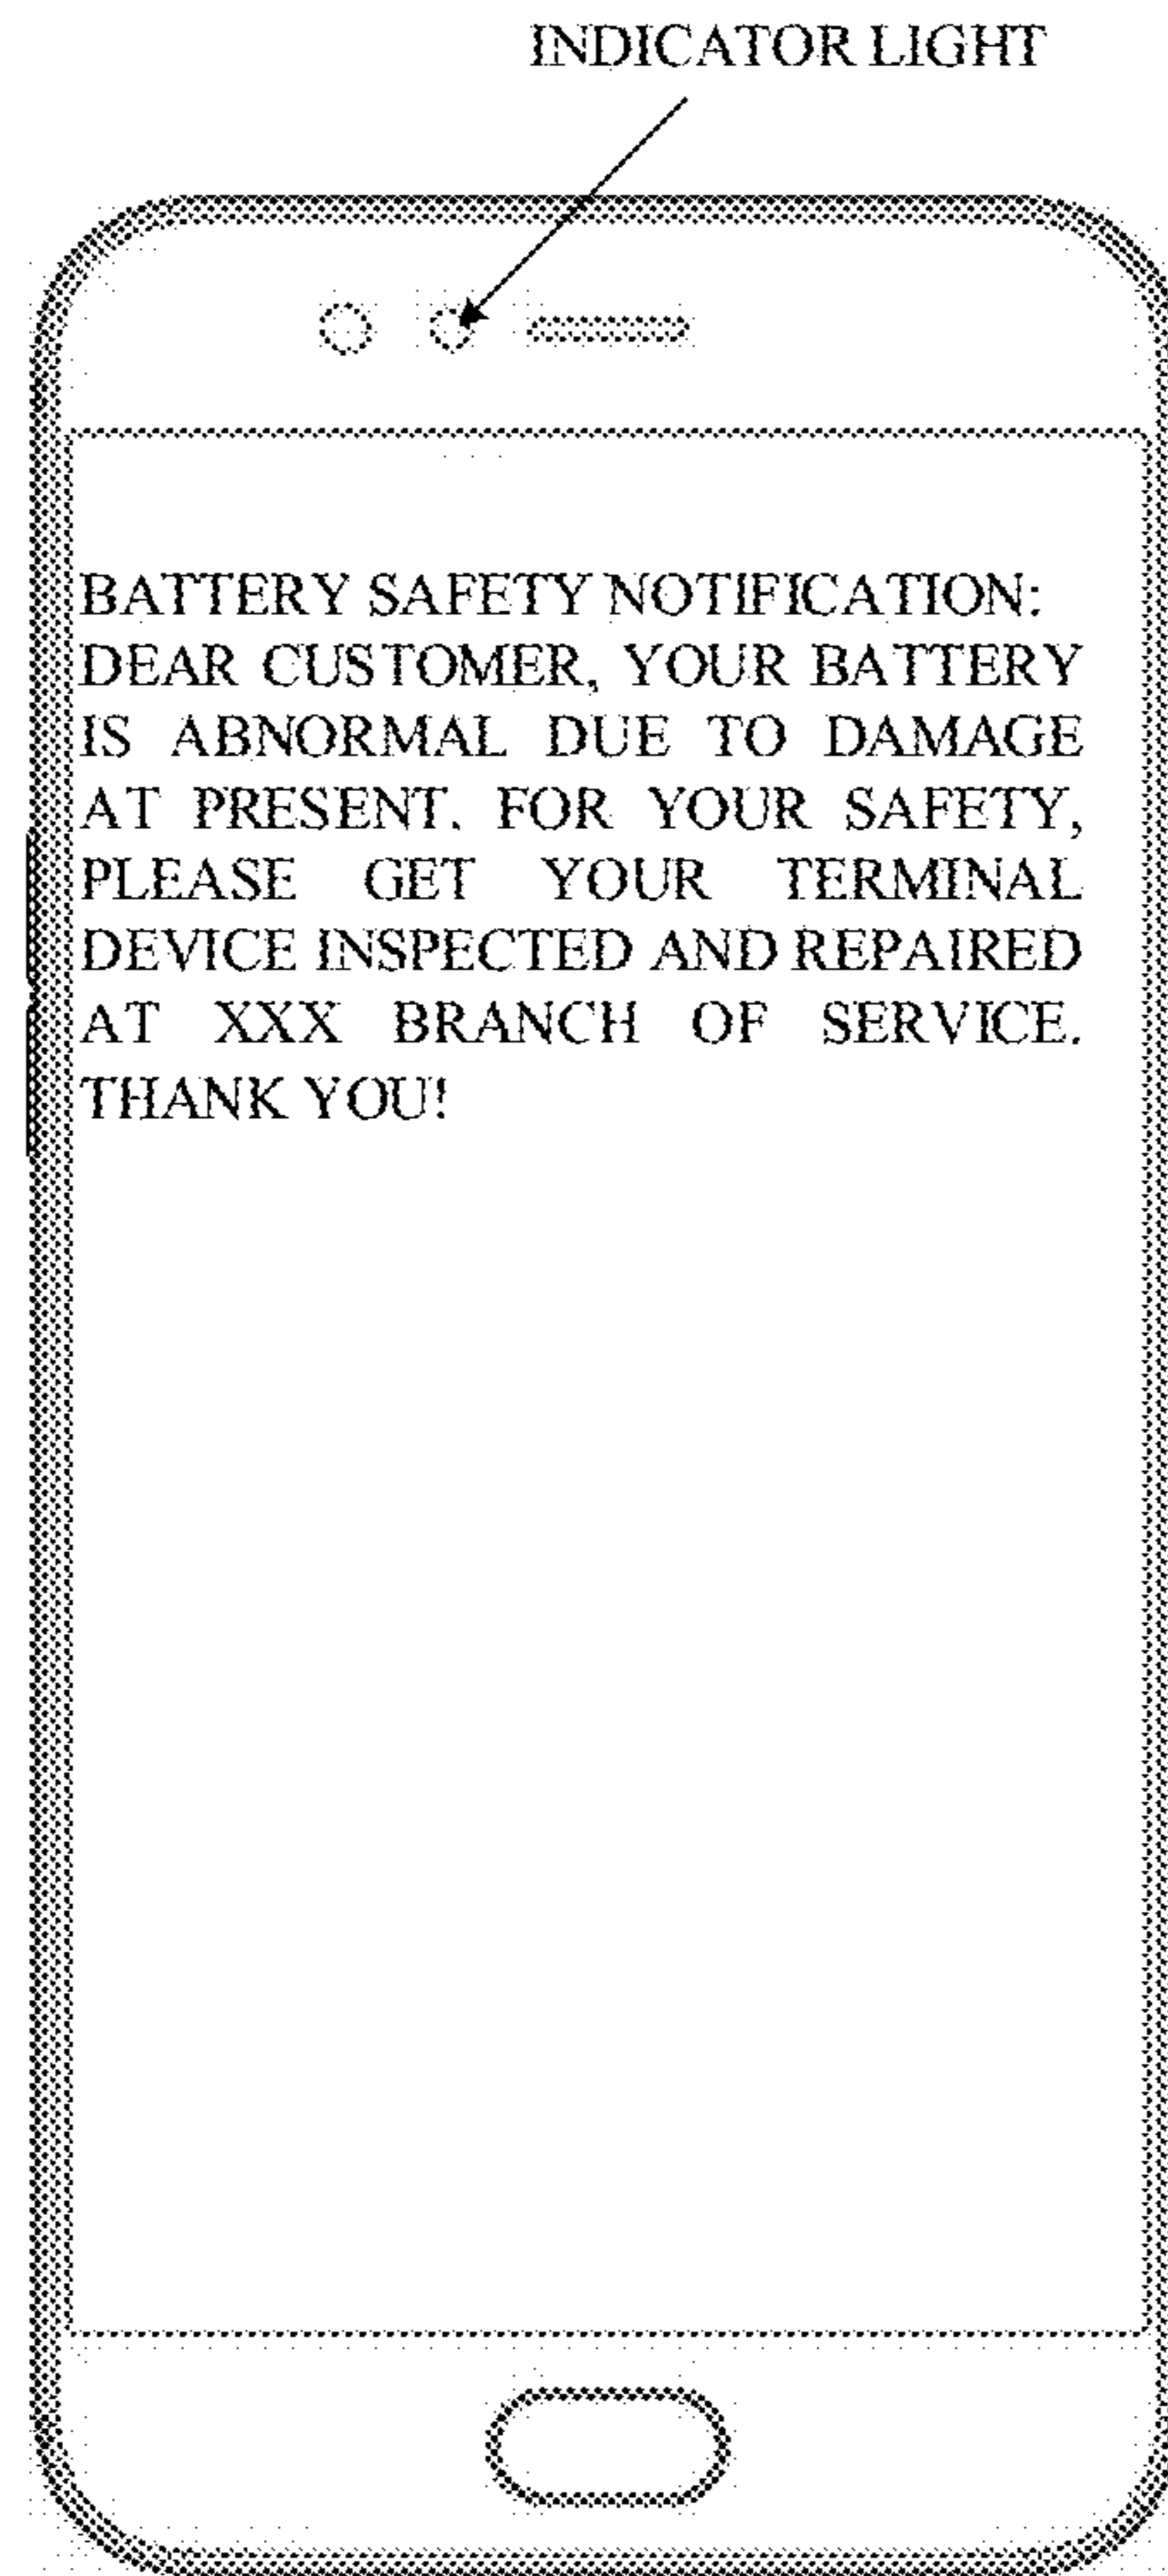 INDICATOR LIGHT
BATTERY SAFETY NOTIFICATION:
DEAR CUSTOMER, YOUR BATTERY
IS ABNORMAL DUE TO DAMAGE
AT PRESENT. FOR YOUR SAFETY,
PLEASE GET YOUR TERMINAL
DEVICE INSPECTED AND REPAIRED
AT XXX BRANCH OF SERVICE.
THANK YOU!